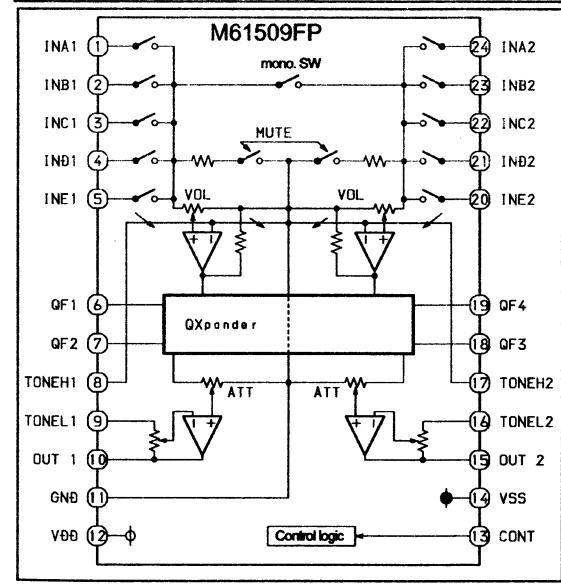 M61509FP
INA1 1
24 INA2
mono. SW
INB1 2
23 INB2
INC1 3
22 INC2
MUTE
IND1 4
21 IND2
INE1 5
20 INE2
VOL
VOL
+ -
- +
QF1 6
19 QF4
QXpander
QF2 7
18 QF3
TONEH1 8
17 TONEH2
ATT
ATT
TONEL1 9
16 TONEL2
- +
+ -
OUT 1 10
15 OUT 2
GND 11
14 VSS
VDD 12
Control logic
13 CONT